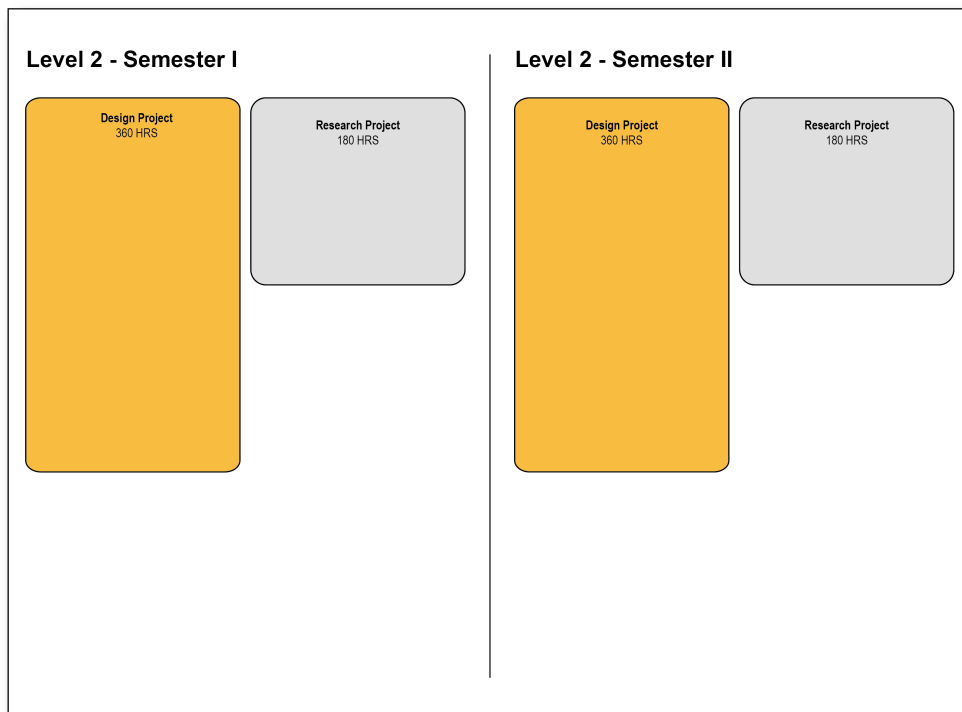 Level 2 - Semester I
Design Project
360 HRS
Research Project
180 HRS
Level 2 - Semester II
Design Project
360 HRS
Research Project
180 HRS